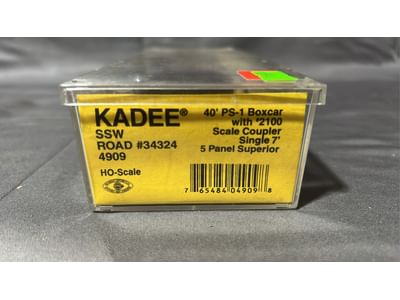 KADEE®
SSW
ROAD #34324
4909
HO-Scale
40' PS-1 Boxcar
with #2100
Scale Coupler
Single 7'
5 Panel Superior
7 65484 04909 8